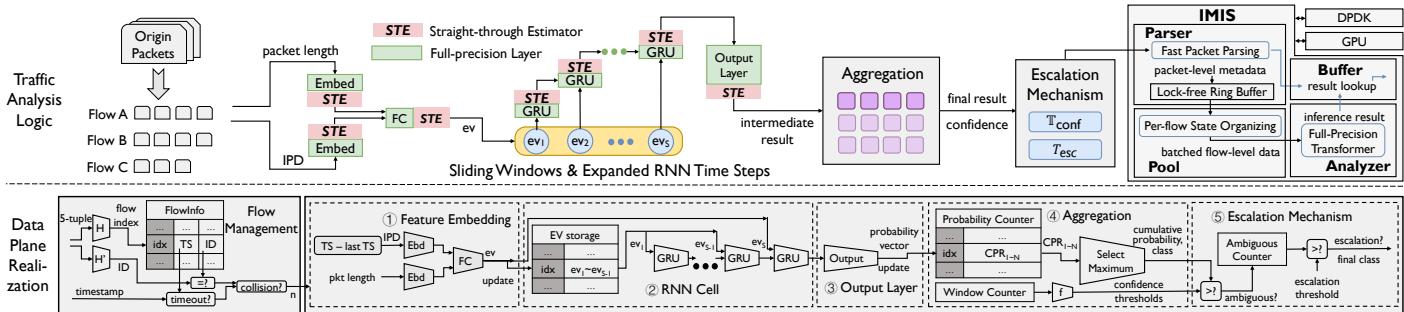 Traffic
Analysis
Logic
Origin
Packets
Flow A
Flow B
Flow C
packet length
IPD
Embed
STE
STE
Embed
FC
STE
ev
STE
Straight-through Estimator
Full-precision Layer
STE
GRU
STE
GRU
STE
GRU
ev1
ev2
evS
Sliding Windows & Expanded RNN Time Steps
Output
Layer
STE
intermediate
result
Aggregation
final result
confidence
Escalation
Mechanism
𝕋conf
Tesc
IMIS
Parser
Fast Packet Parsing
packet-level metadata
Lock-free Ring Buffer
Per-flow State Organizing
batched flow-level data
Pool
DPDK
GPU
Buffer
result lookup
inference result
Full-Precision
Transformer
Analyzer
Data
Plane
Reali-
zation
5-tuple
H
flow
index
H'
ID
timestamp
FlowInfo
... ... ...
idx TS ID
... ... ...
Flow
Management
=?
timeout?
collision?
n
① Feature Embedding
TS – last TS
IPD
Ebd
pkt length
Ebd
FC
ev
update
EV storage
...
...
idx ev1~evS-1
... ...
ev1
GRU
evS-1
GRU
evS
GRU
② RNN Cell
Output
probability
vector
update
③ Output Layer
Probability Counter
... ...
idx CPR1~N
... ...
Window Counter
f
④ Aggregation
CPR1~N
Select
Maximum
cumulative
probability,
class
confidence
thresholds
⑤ Escalation Mechanism
Ambiguous
Counter
>?
ambiguous?
>?
escalation?
final class
escalation
threshold